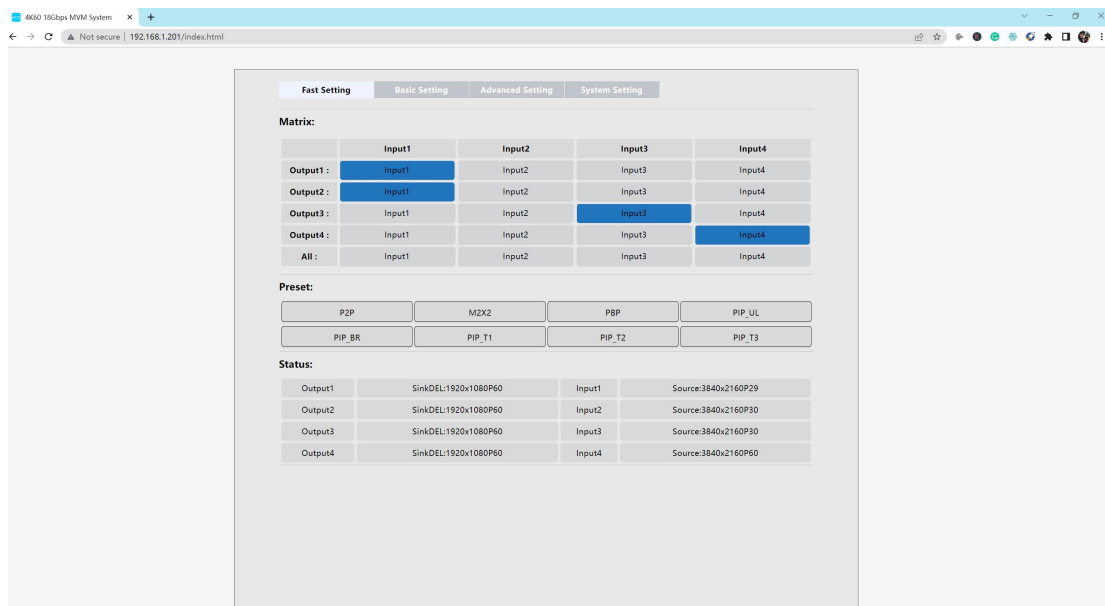 4K60 18Gbps MVM System
Not secure | 192.168.1.201/index.html
Fast Setting Basic Setting Advanced Setting System Setting
Matrix:
Input1 Input2 Input3 Input4
Output1 : Input1 Input2 Input3 Input4
Output2 : Input1 Input2 Input3 Input4
Output3 : Input1 Input2 Input3 Input4
Output4 : Input1 Input2 Input3 Input4
All : Input1 Input2 Input3 Input4
Preset:
P2P M2X2 PBP PIP_UL
PIP_BR PIP_T1 PIP_T2 PIP_T3
Status:
Output1 SinkDEL:1920x1080P60 Input1 Source:3840x2160P29
Output2 SinkDEL:1920x1080P60 Input2 Source:3840x2160P30
Output3 SinkDEL:1920x1080P60 Input3 Source:3840x2160P30
Output4 SinkDEL:1920x1080P60 Input4 Source:3840x2160P60